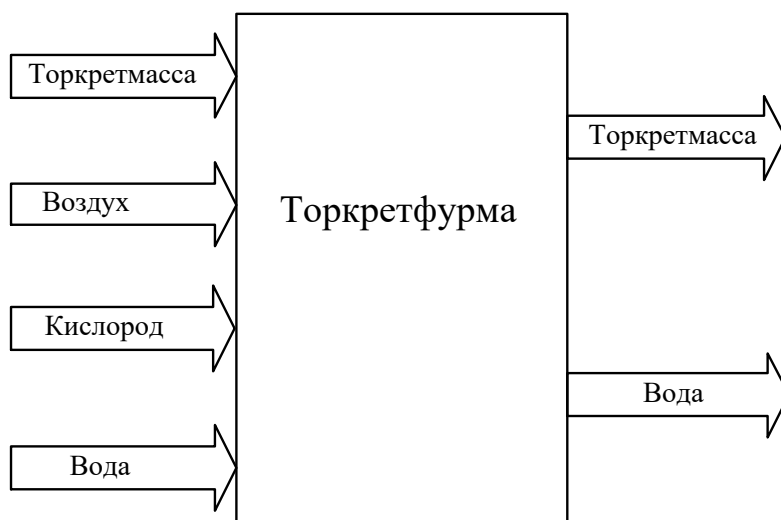 Торкретмасса
Воздух
Кислород
Вода
Торкретфурма
Торкретмасса
Вода